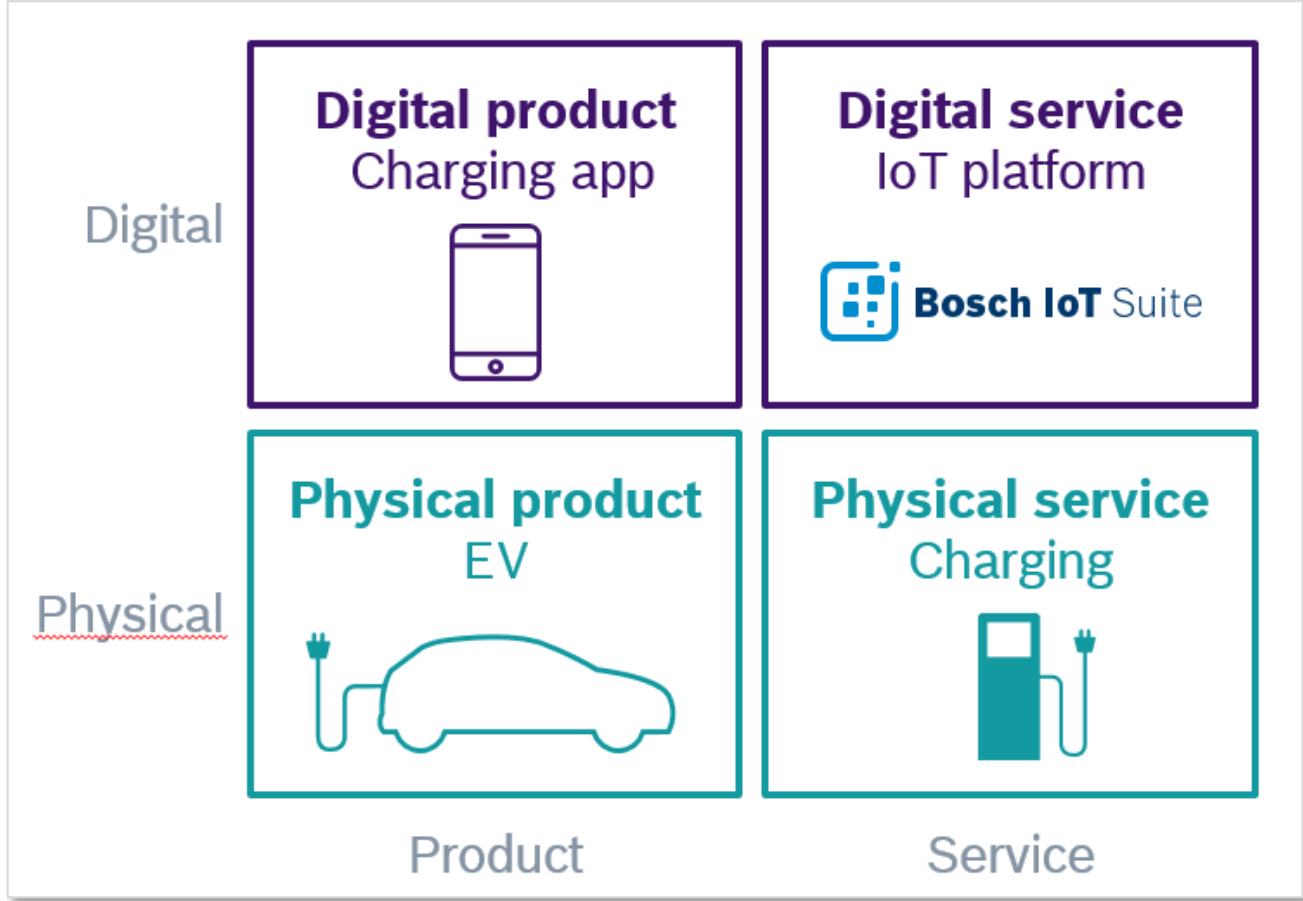 Digital
Digital product
Charging app
Digital service
IoT platform
Bosch IoT Suite
Physical
Physical product
EV
Physical service
Charging
Product
Service